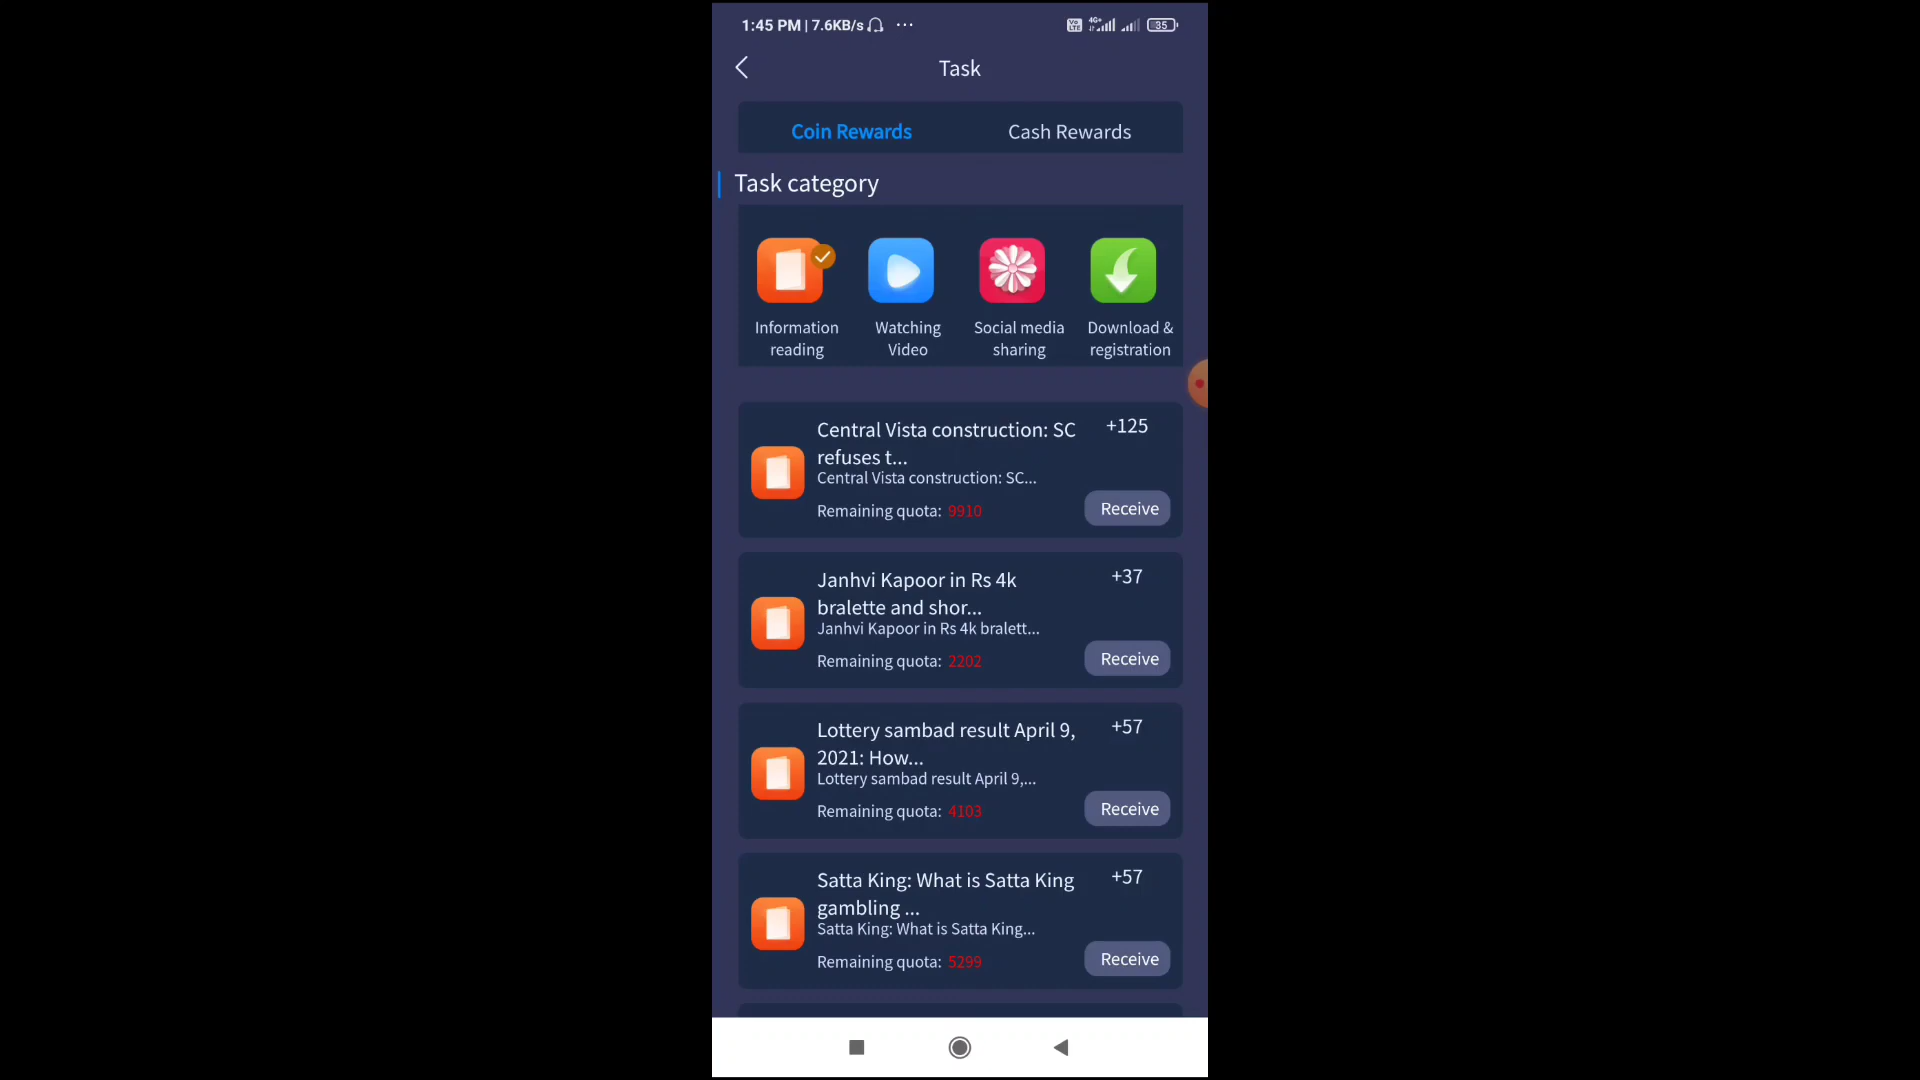 1:45 PM | 7.6KB/s ...
Vo LTE 4G+ 35
Task
Coin Rewards Cash Rewards
Task category
Information reading
Watching Video
Social media sharing
Download & registration
Central Vista construction: SC +125
refuses t...
Central Vista construction: SC...
Remaining quota: 9910 Receive
Janhvi Kapoor in Rs 4k +37
bralette and shor...
Janhvi Kapoor in Rs 4k bralett...
Remaining quota: 2202 Receive
Lottery sambad result April 9, +57
2021: How...
Lottery sambad result April 9,...
Remaining quota: 4103 Receive
Satta King: What is Satta King +57
gambling ...
Satta King: What is Satta King...
Remaining quota: 5299 Receive